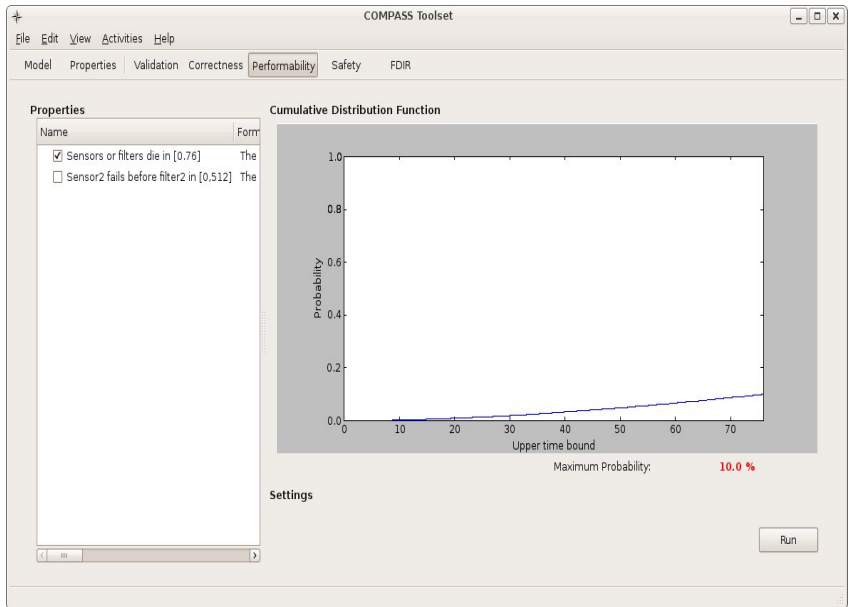 COMPASS Toolset
File Edit View Activities Help
Model Properties Validation Correctness Performability Safety FDIR
Properties
Name Form
Sensors or filters die in [0.76] The
Sensor2 fails before filter2 in [0,512] The
Cumulative Distribution Function
1.0
0.8
0.6
0.4
0.2
0.0
Probability
0 10 20 30 40 50 60 70
Upper time bound
Maximum Probability: 10.0 %
Settings
Run